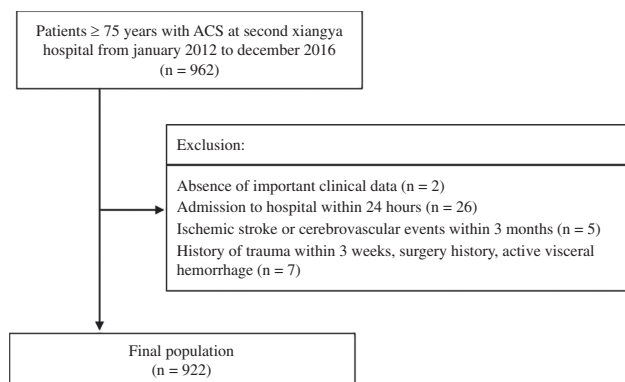 Patients ≥ 75 years with ACS at second xiangya
hospital from january 2012 to december 2016
(n = 962)
Exclusion:
Absence of important clinical data (n = 2)
Admission to hospital within 24 hours (n = 26)
Ischemic stroke or cerebrovascular events within 3 months (n = 5)
History of trauma within 3 weeks, surgery history, active visceral
hemorrhage (n = 7)
Final population
(n = 922)